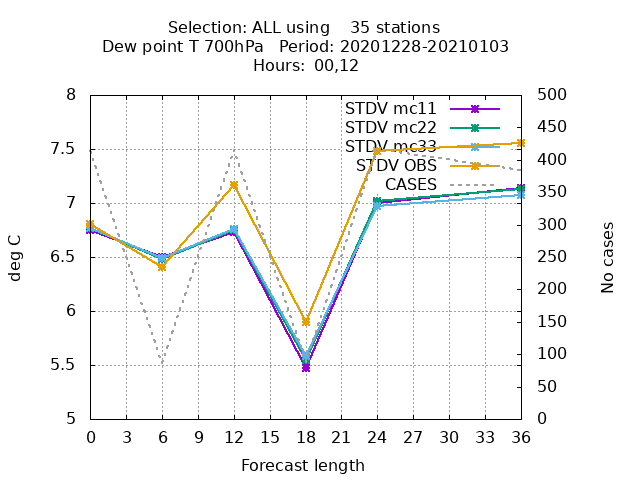 Selection: ALL using    35 stations
Dew point T 700hPa   Period: 20201228-20210103
Hours:  00,12
STDV mc11
STDV mc22
STDV mc33
STDV OBS
CASES
8
7.5
7
6.5
6
5.5
5
deg C
500
450
400
350
300
250
200
150
100
50
0
No cases
0 3 6 9 12 15 18 21 24 27 30 33 36
Forecast length